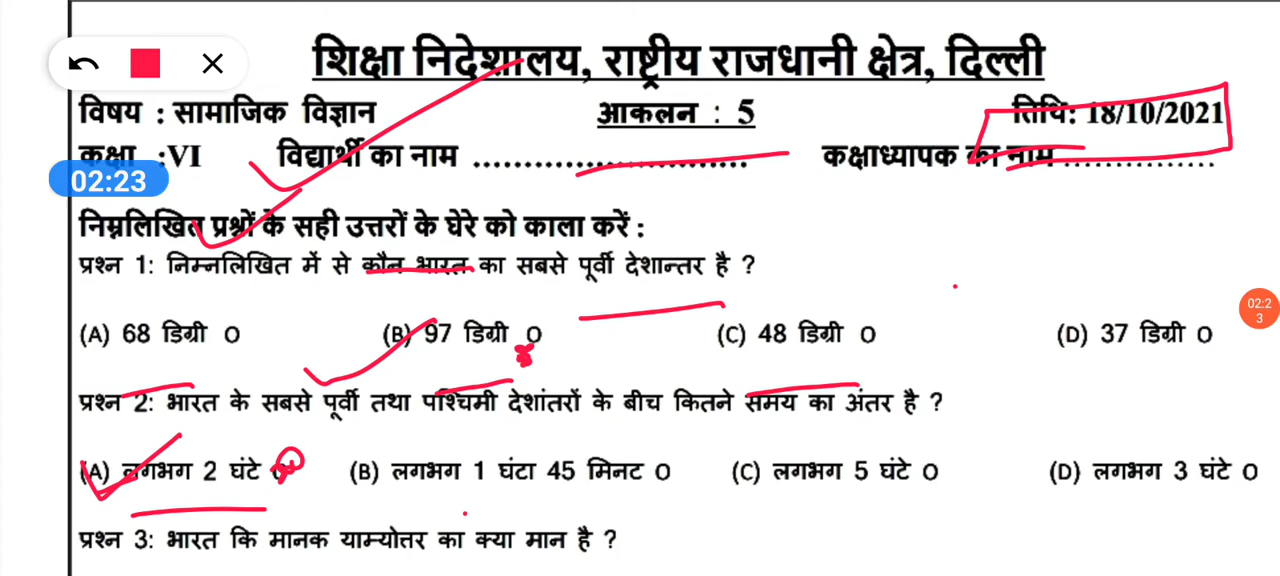 शिक्षा निदेशालय, राष्ट्रीय राजधानी क्षेत्र, दिल्ली
विषय : सामाजिक विज्ञान आकलन : 5 तिथि: 18/10/2021
कक्षा :VI विद्यार्थी का नाम ........................... कक्षाध्यापक का नाम ...............
02:23
निम्नलिखित प्रश्नों के सही उत्तरों के घेरे को काला करें :
प्रश्न 1: निम्नलिखित में से कौन भारत का सबसे पूर्वी देशान्तर है ?
02:23
(A) 68 डिग्री O (B) 97 डिग्री O (C) 48 डिग्री O (D) 37 डिग्री O
प्रश्न 2: भारत के सबसे पूर्वी तथा पश्चिमी देशांतरों के बीच कितने समय का अंतर है ?
(A) लगभग 2 घंटे O (B) लगभग 1 घंटा 45 मिनट O (C) लगभग 5 घंटे O (D) लगभग 3 घंटे O
प्रश्न 3: भारत कि मानक याम्योत्तर का क्या मान है ?